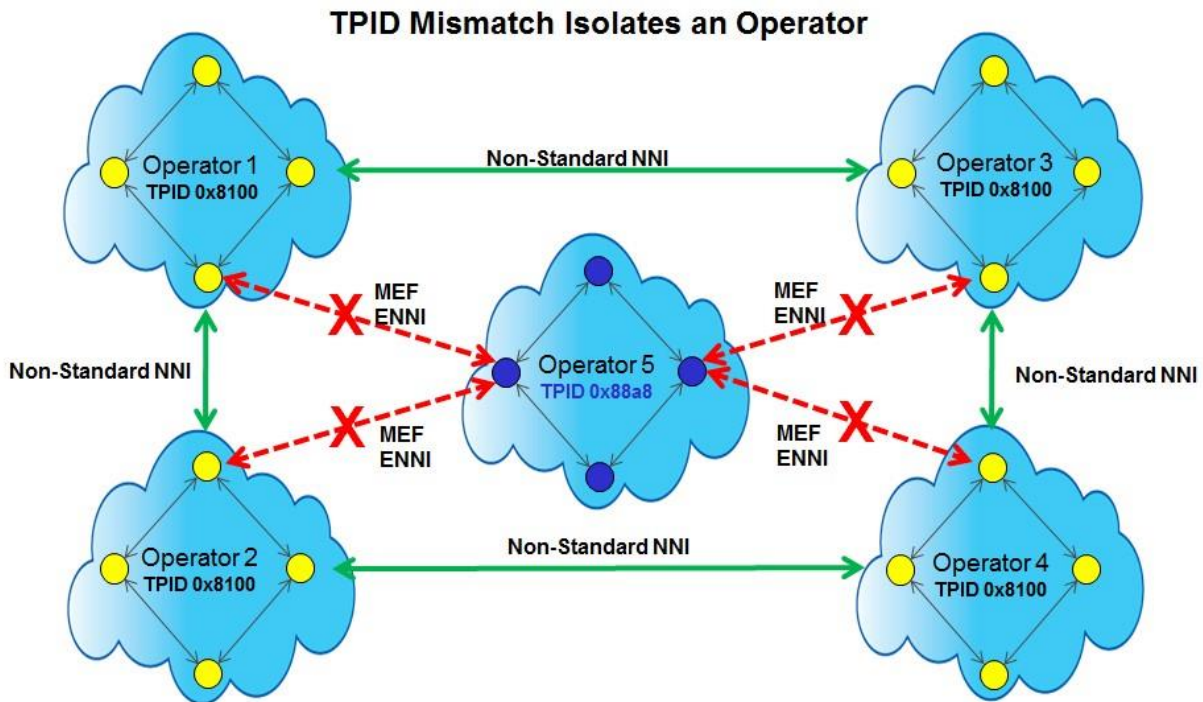 TPID Mismatch Isolates an Operator
Operator 1
TPID 0x8100
Non-Standard NNI
Operator 3
TPID 0x8100
MEF
ENNI
MEF
ENNI
Non-Standard NNI
Operator 5
TPID 0x88a8
Non-Standard NNI
MEF
ENNI
MEF
ENNI
Operator 2
TPID 0x8100
Non-Standard NNI
Operator 4
TPID 0x8100